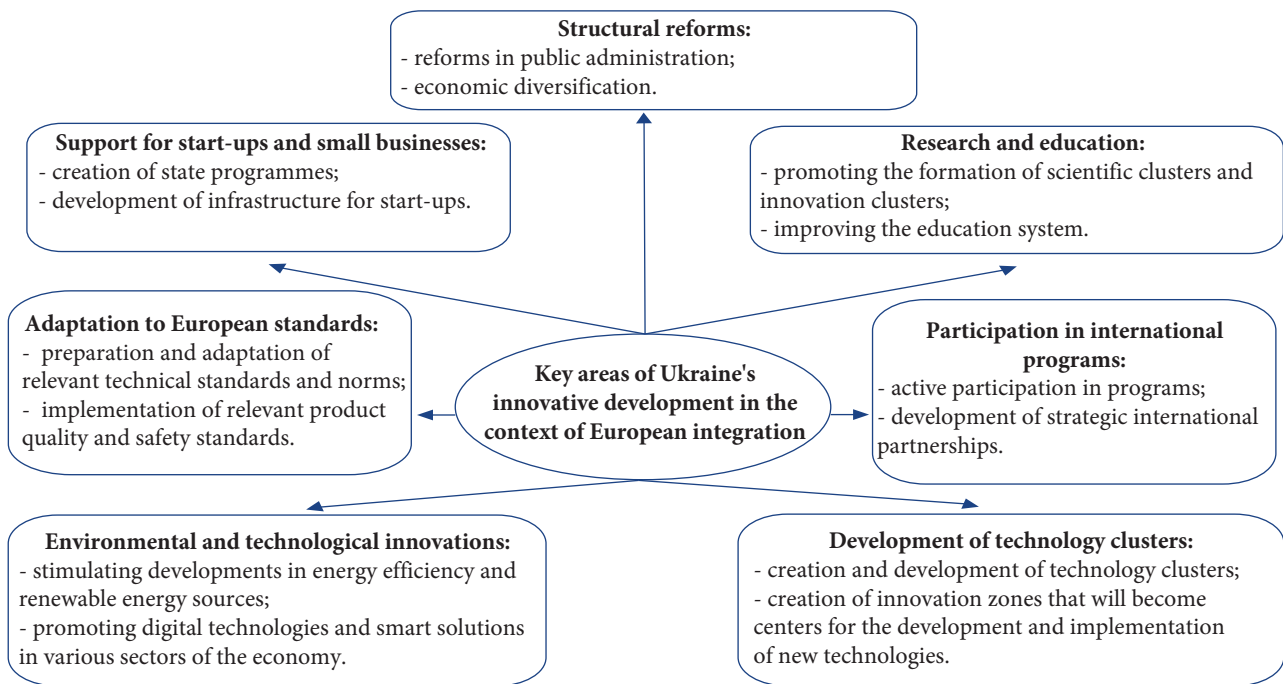 Structural reforms:
- reforms in public administration;
- economic diversification.
Support for start-ups and small businesses:
- creation of state programmes;
- development of infrastructure for start-ups.
Research and education:
- promoting the formation of scientific clusters and
innovation clusters;
- improving the education system.
Adaptation to European standards:
- preparation and adaptation of
relevant technical standards and norms;
- implementation of relevant product
quality and safety standards.
Key areas of Ukraine's
innovative development in the
context of European integration
Participation in international
programs:
- active participation in programs;
- development of strategic international
partnerships.
Environmental and technological innovations:
- stimulating developments in energy efficiency and
renewable energy sources;
- promoting digital technologies and smart solutions
in various sectors of the economy.
Development of technology clusters:
- creation and development of technology clusters;
- creation of innovation zones that will become
centers for the development and implementation
of new technologies.